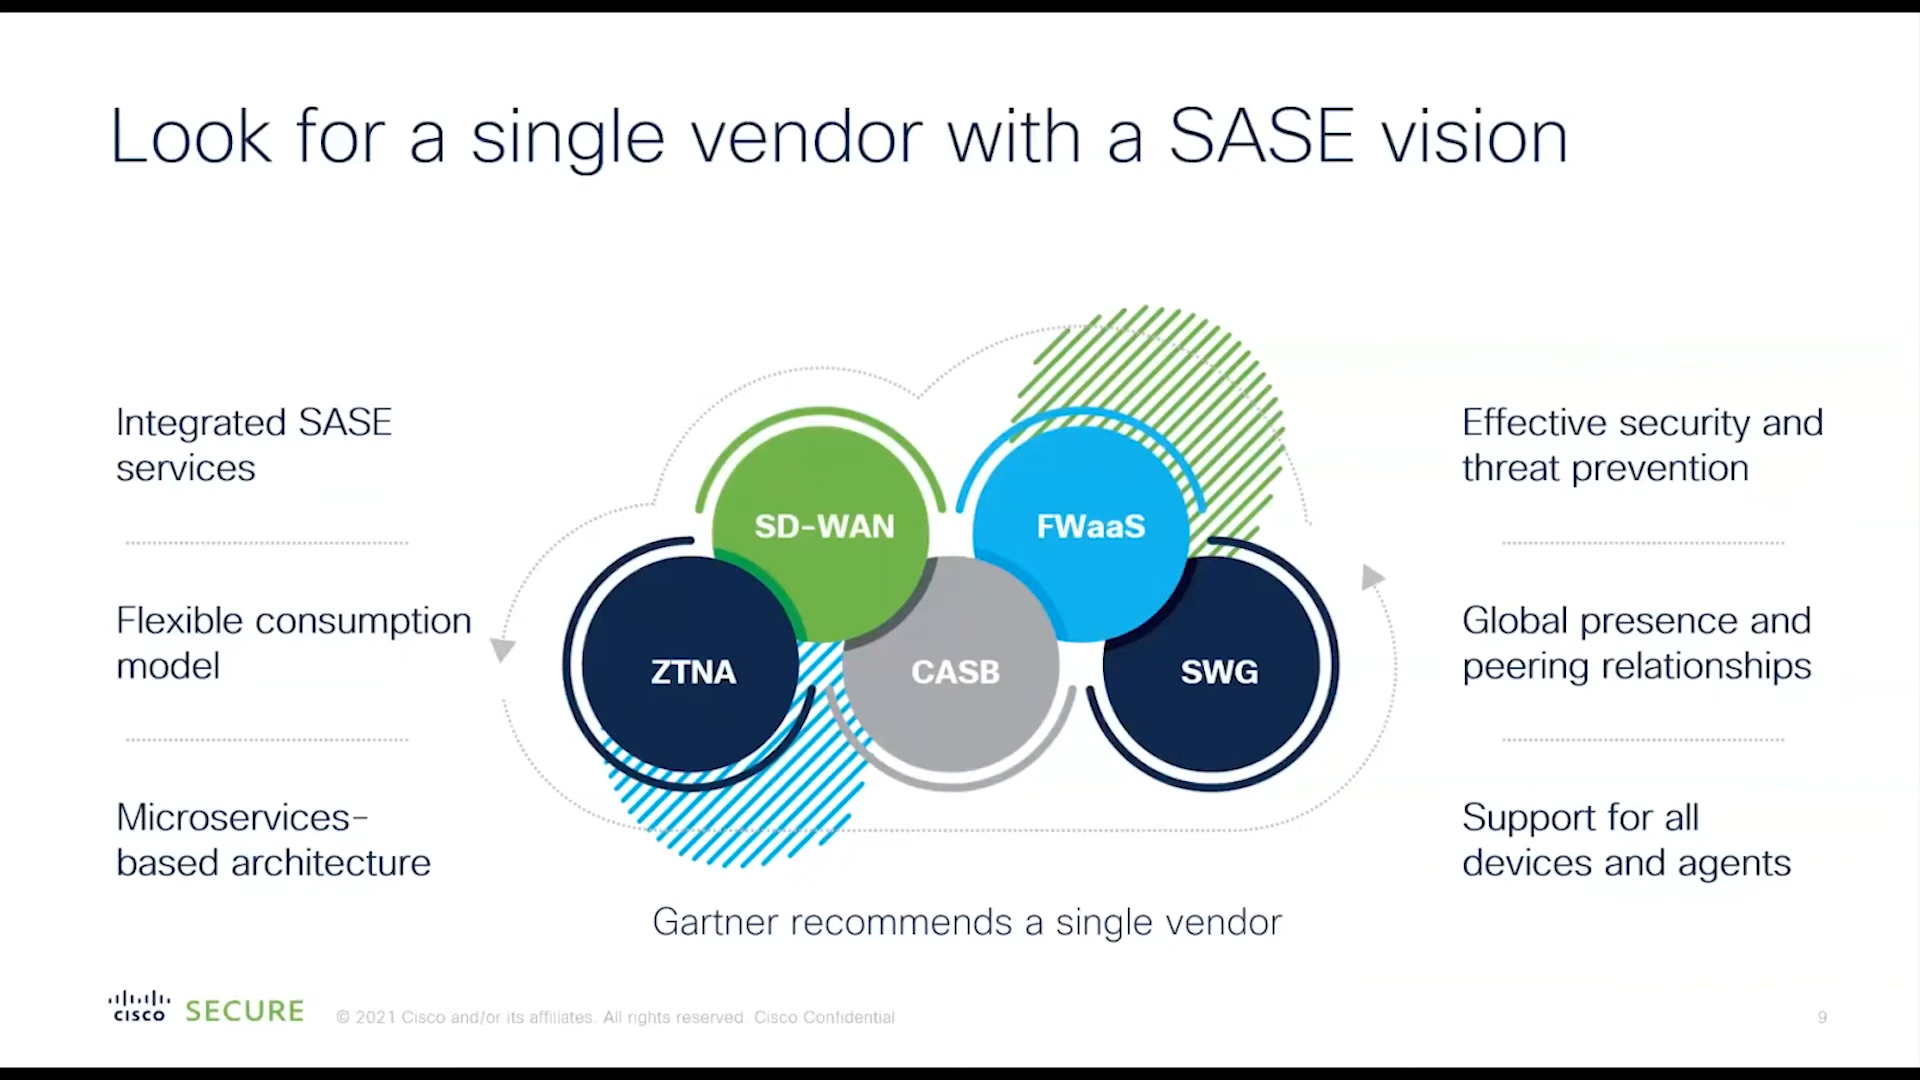 Look for a single vendor with a SASE vision
Integrated SASE
services
Flexible consumption
model
Microservices-
based architecture
SD-WAN
FWaaS
ZTNA
CASB
SWG
Effective security and
threat prevention
Global presence and
peering relationships
Support for all
devices and agents
Gartner recommends a single vendor
CISCO SECURE © 2021 Cisco and/or its affiliates. All rights reserved. Cisco Confidential 9